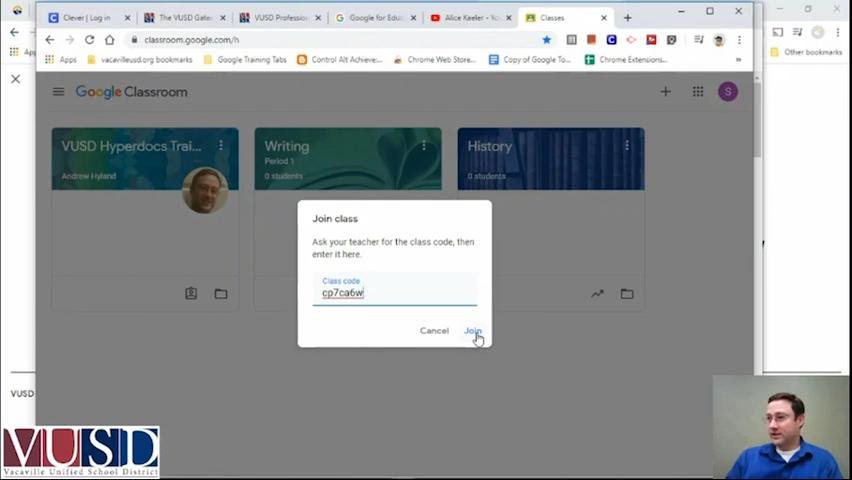 Clever | Log in
The VUSD Gate
VUSD Professio
Google for Educ
Alice Keeler - Yo
Classes
classroom.google.com/h
Apps
vacavilleusd.org bookmarks
Google Training Tabs
Control Alt Achieve...
Chrome Web Store...
Copy of Google To...
Chrome Extensions...
»
Other bookmarks
Google Classroom
S
VUSD Hyperdocs Trai...
Andrew Hyland
Writing
Period 1
0 students
History
0 students
Join class
Ask your teacher for the class code, then
enter it here.
Class code
cp7ca6w
Cancel
Join
VUSD
VUSD
Vacaville Unified School District